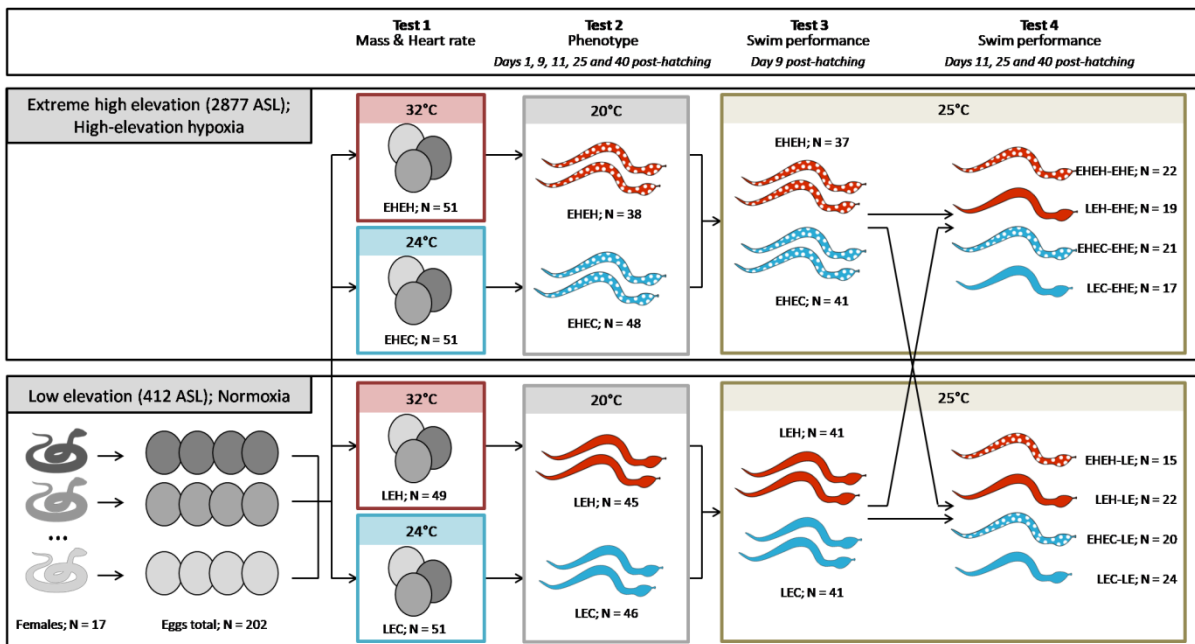 Test 1
Mass & Heart rate
Test 2
Phenotype
Days 1, 9, 11, 25 and 40 post-hatching
Test 3
Swim performance
Day 9 post-hatching
Test 4
Swim performance
Days 11, 25 and 40 post-hatching
Extreme high elevation (2877 ASL);
High-elevation hypoxia
32°C
EHEH; N = 51
24°C
EHEC; N = 51
20°C
EHEH; N = 38
EHEC; N = 48
25°C
EHEH; N = 37
EHEC; N = 41
EHEH-EHE; N = 22
LEH-EHE; N = 19
EHEC-EHE; N = 21
LEC-EHE; N = 17
Low elevation (412 ASL); Normoxia
...
Females; N = 17
Eggs total; N = 202
32°C
LEH; N = 49
24°C
LEC; N = 51
20°C
LEH; N = 45
LEC; N = 46
25°C
LEH; N = 41
LEC; N = 41
EHEH-LE; N = 15
LEH-LE; N = 22
EHEC-LE; N = 20
LEC-LE; N = 24